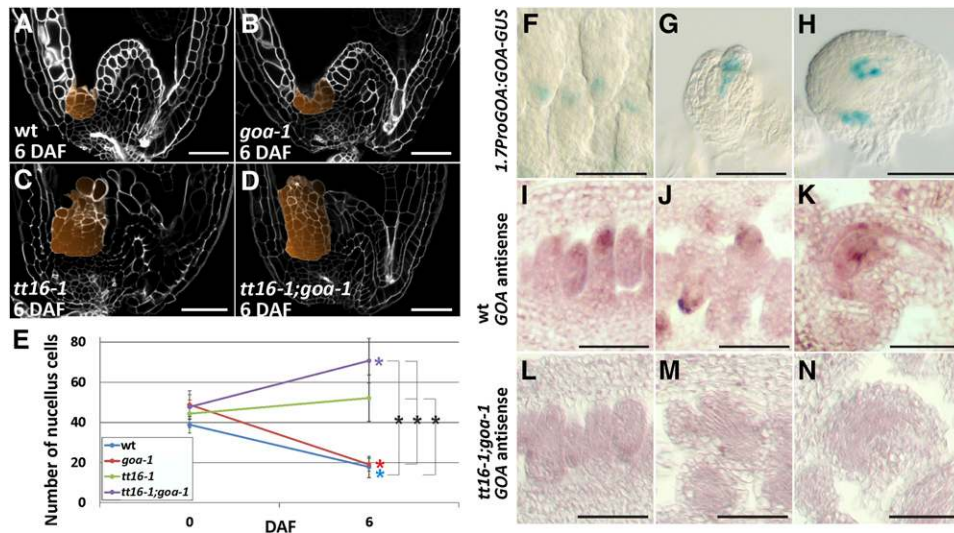 A
wt
6 DAF
B
goa-1
6 DAF
C
tt16-1
6 DAF
D
tt16-1;goa-1
6 DAF
E
Number of nucellus cells
80
60
40
20
0
wt
goa-1
tt16-1
tt16-1;goa-1
*
*
*
*
*
*
0
DAF
6
1.7ProGOA:GOA-GUS
F
G
H
wt
GOA antisense
I
J
K
tt16-1;goa-1
GOA antisense
L
M
N